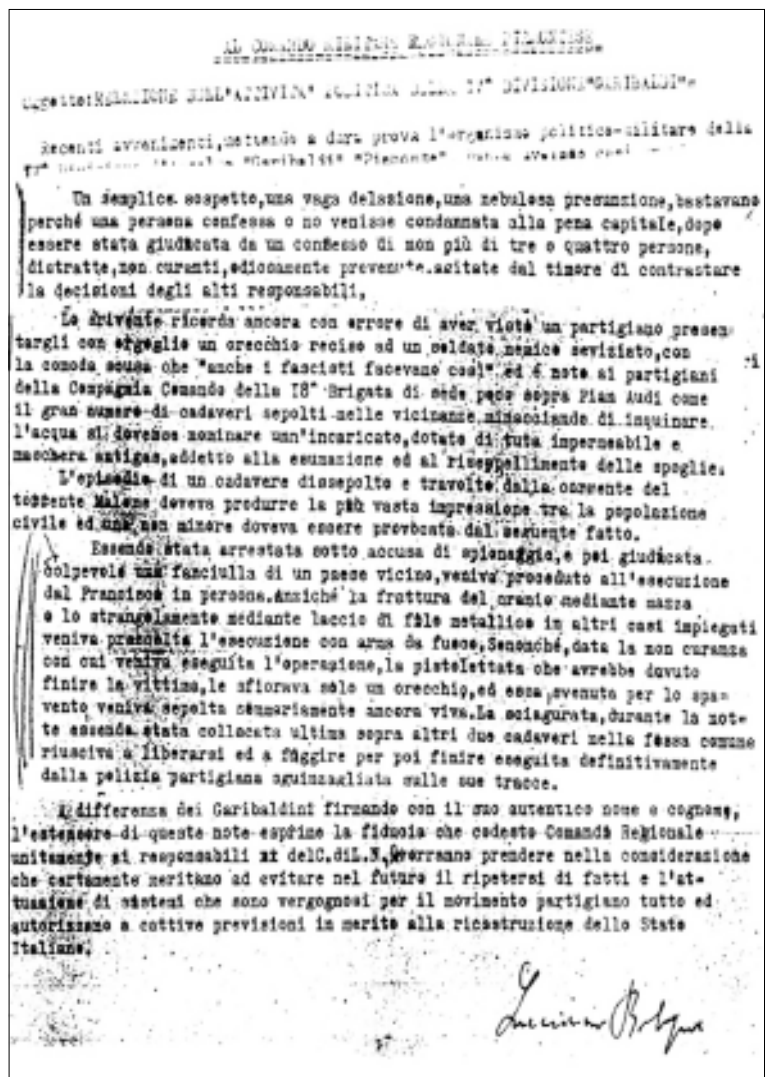 AL COMANDO MILITARE REGIONALE PIEMONTESE
Oggetto:RELAZIONE SULL'ATTIVITA' POLITICA DELLA IV^ DIVISIONE"GARIBALDI".
Recenti avvenimenti,mettendo a dura prova l'organismo politico-militare della
"Garibaldi" "Piemonte"
Un semplice sospetto,una vaga delazione,una nebulosa presunzione,bastavano
perché una persona confessa o no venisse condannata alla pena capitale,dopo
essere stata giudicata da un consesso di non più di tre o quattro persone,
distratte,non curanti,odiosamente prevenute.agitate dal timore di contrastare
la decisioni degli alti responsabili,
Lo scrivente ricorda ancora con orrore di aver visto un partigiano presen-
targli con orgoglio un orecchio reciso ad un soldato nemico seviziato,con
la comoda scusa che "anche i fascisti facevano così" ed é noto ai partigiani
della Compagnia Comando della 18^ Brigata di sede poco sopra Pian Audi come
il gran numero di cadaveri sepolti nelle vicinanze minacciando di inquinare
l'acqua si dovesse nominare unn'incaricato,dotato di tuta impermeabile e
maschera antigas,addetto alla esumazione ed al riseppellimento delle spoglie.
L'episodio di un cadavere dissepolto e travolto dalla corrente del
torrente Malone doveva produrre la più vasta impressione tra la popolazione
civile ed una non minore doveva essere provocata dal seguente fatto.
Essendo stata arrestata sotto accusa di spionaggio,e poi giudicata
colpevole una fanciulla di un paese vicino,veniva proceduto all'esecuzione
dal Francisco in persona.Anziché la frattura del cranio mediante mazza
o lo strangolamento mediante laccio di filo metallico in altri casi impiegati
veniva prescelta l'esecuzione con arma da fuoco.Senonché,data la non curanza
con cui veniva eseguita l'operazione,la pistolettata che avrebbe dovuto
finire la vittima,le sfiorava solo un orecchio,ed essa svenuta per lo spa-
vento veniva sepolta sommariamente ancora viva.La sciagurata,durante la not-
te essendo stata collocata ultima sopra altri due cadaveri nella fossa comune
riusciva a liberarsi ed a fuggire per poi finire eseguita definitivamente
dalla polizia partigiana sguinzagliata sulle sue tracce.
A differenza dei Garibaldini firmando con il suo autentico nome e cognome,
l'estensore di queste note esprime la fiducia che codesto Comando Regionale
unitamente ai responsabili del C.diL.N. vorranno prendere nella considerazione
che certamente meritano ad evitare nel futuro il ripetersi di fatti e l'at-
tuazione di sistemi che sono vergognosi per il movimento partigiano tutto ed
autorizzano a cattive previsioni in merito alla ricostruzione dello Stato
Italiano.